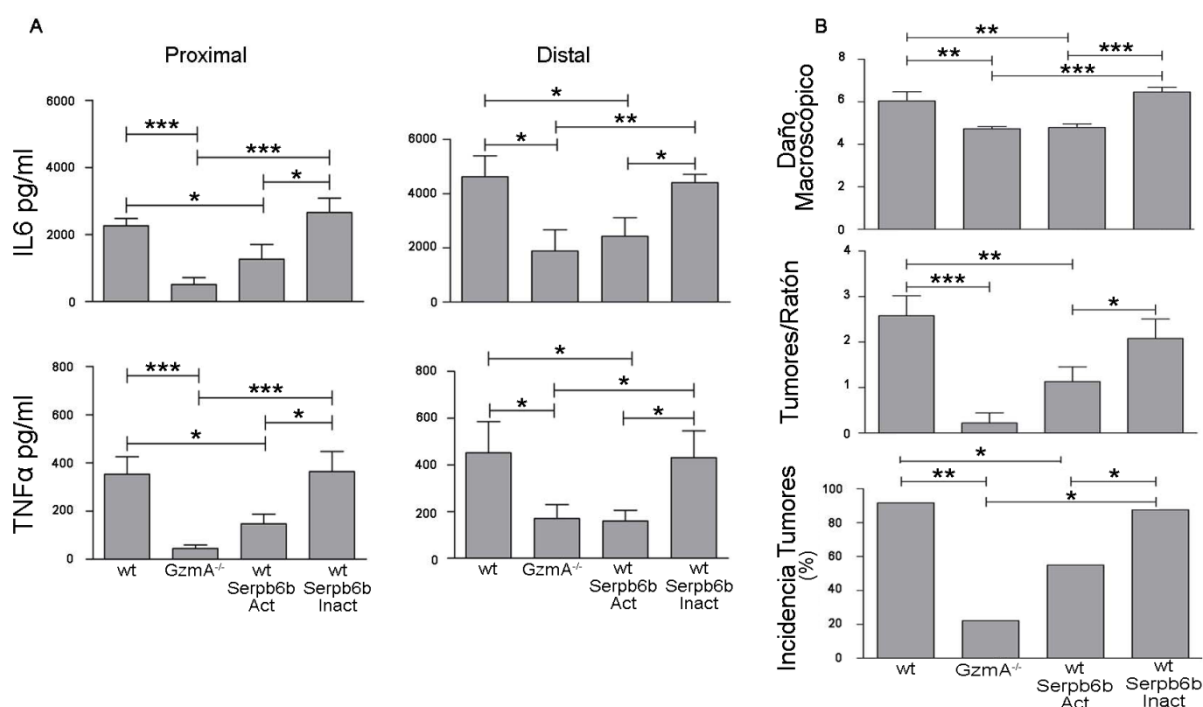 A
Proximal
Distal
IL6 pg/ml
6000
4000
2000
0
***
***
*
*
6000
4000
2000
0
*
*
**
*
TNFα pg/ml
800
600
400
200
0
***
***
*
*
wt
GzmA-/-
wt
Serpb6b
Act
wt
Serpb6b
Inact
800
600
400
200
0
*
*
*
*
wt
GzmA-/-
wt
Serpb6b
Act
wt
Serpb6b
Inact
B
Daño
Macroscópico
8
6
4
2
0
**
***
**
***
Tumores/Ratón
4
3
2
1
0
**
***
*
Incidencia Tumores
(%)
100
80
60
40
20
0
*
**
*
*
wt
GzmA-/-
wt
Serpb6b
Act
wt
Serpb6b
Inact